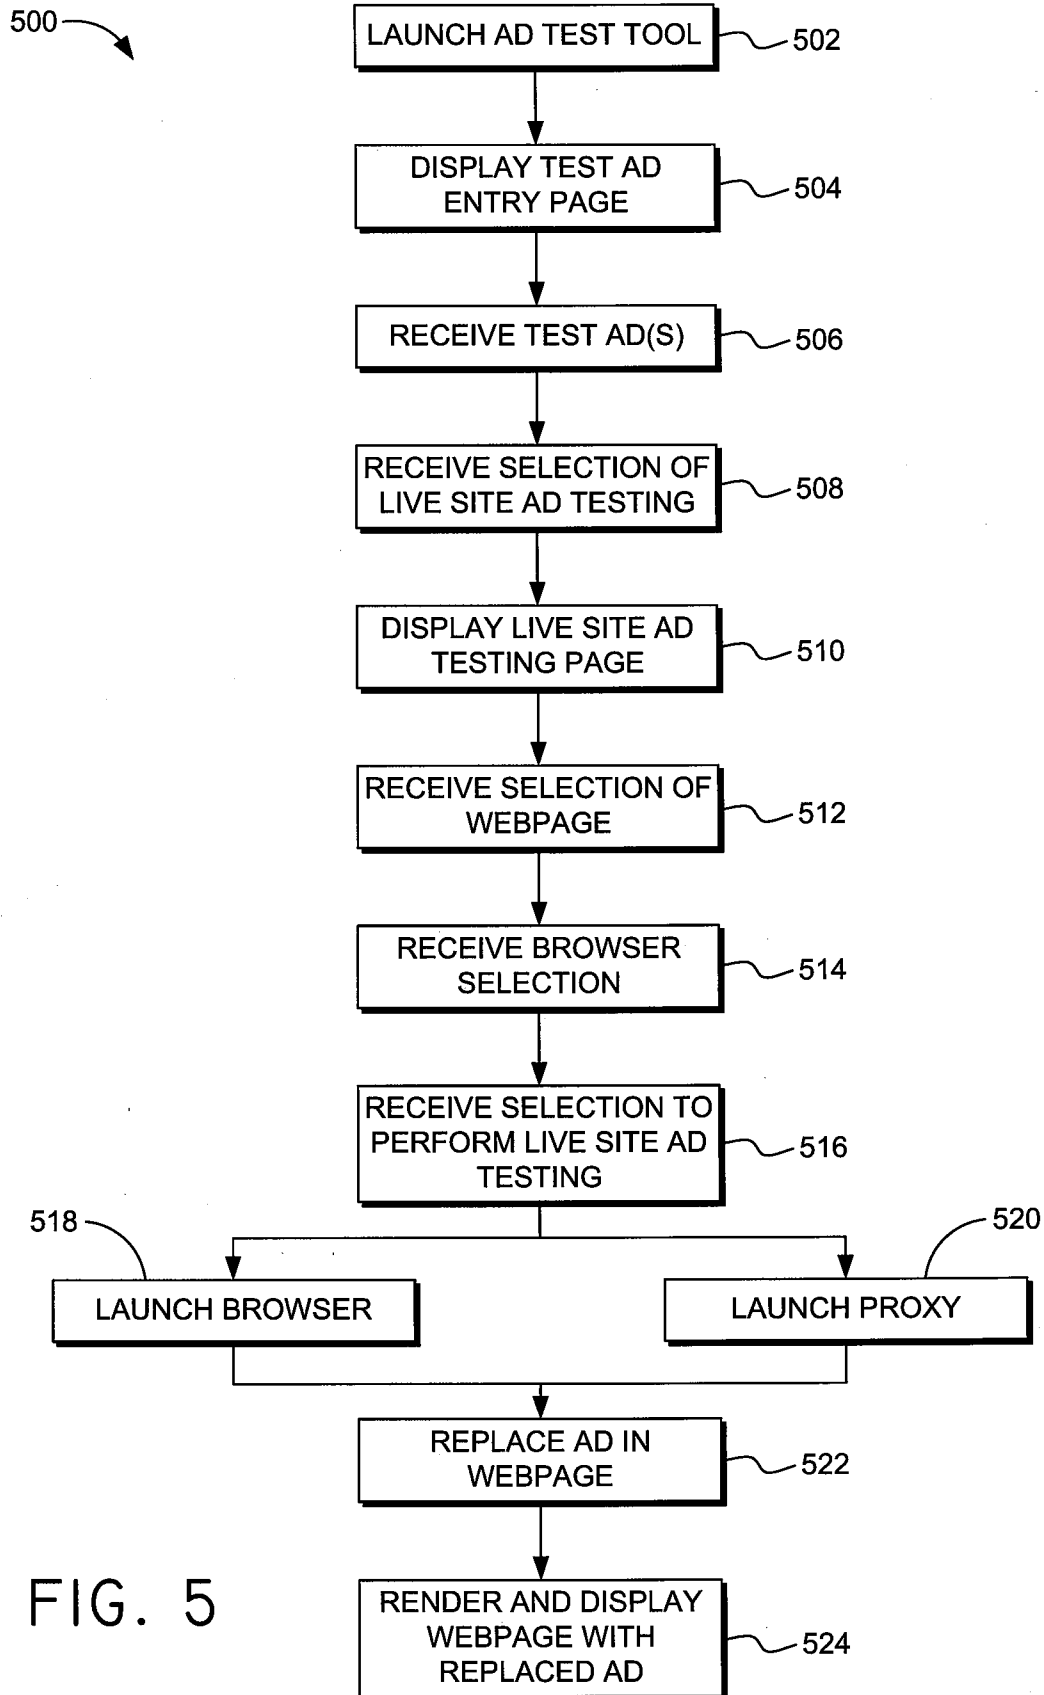 500
LAUNCH AD TEST TOOL
502
DISPLAY TEST AD
ENTRY PAGE
504
RECEIVE TEST AD(S)
506
RECEIVE SELECTION OF
LIVE SITE AD TESTING
508
DISPLAY LIVE SITE AD
TESTING PAGE
510
RECEIVE SELECTION OF
WEBPAGE
512
RECEIVE BROWSER
SELECTION
514
RECEIVE SELECTION TO
PERFORM LIVE SITE AD
TESTING
516
518
520
LAUNCH BROWSER
LAUNCH PROXY
REPLACE AD IN
WEBPAGE
522
RENDER AND DISPLAY
WEBPAGE WITH
REPLACED AD
524
FIG. 5